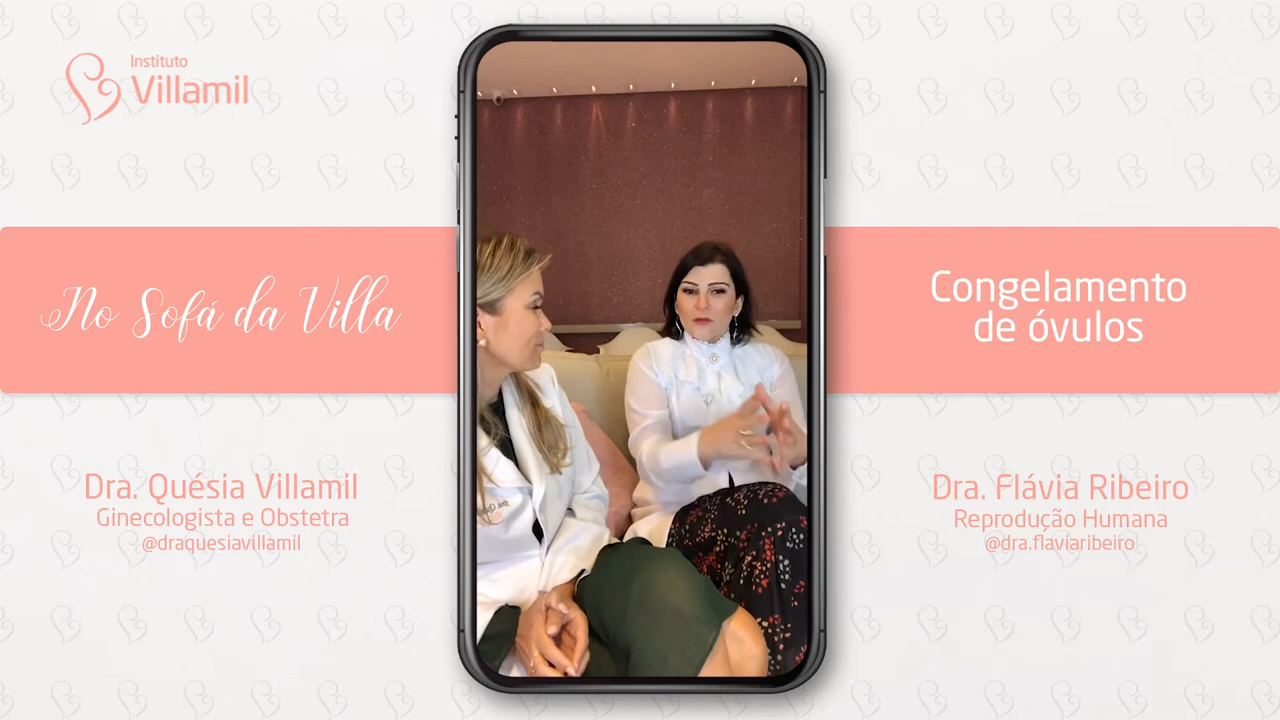 Instituto
Villamil
No Sofá da Villa
Congelamento
de óvulos
Dra. Quésia Villamil
Ginecologista e Obstetra
@draquesiavillamil
Dra. Flávia Ribeiro
Reprodução Humana
@dra.flaviaribeiro